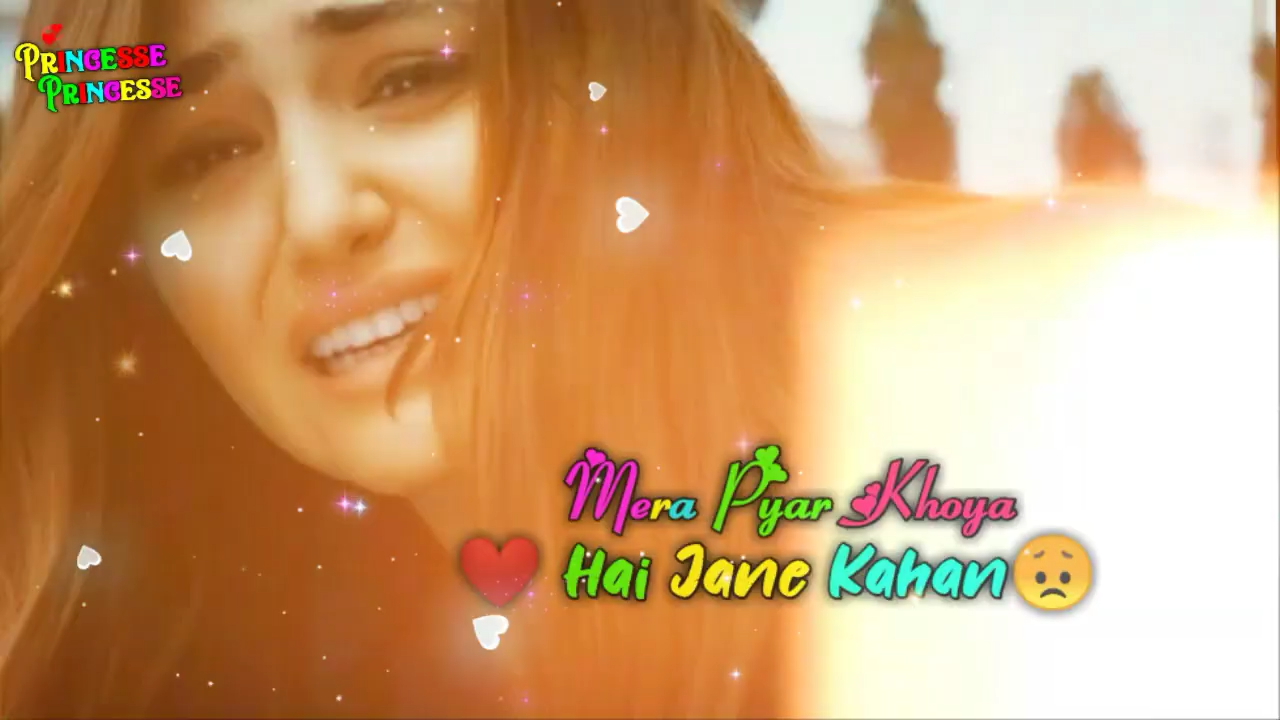 Princesse
Princesse
Mera Pyar Khoya
❤️ Hai Jane Kahan😞